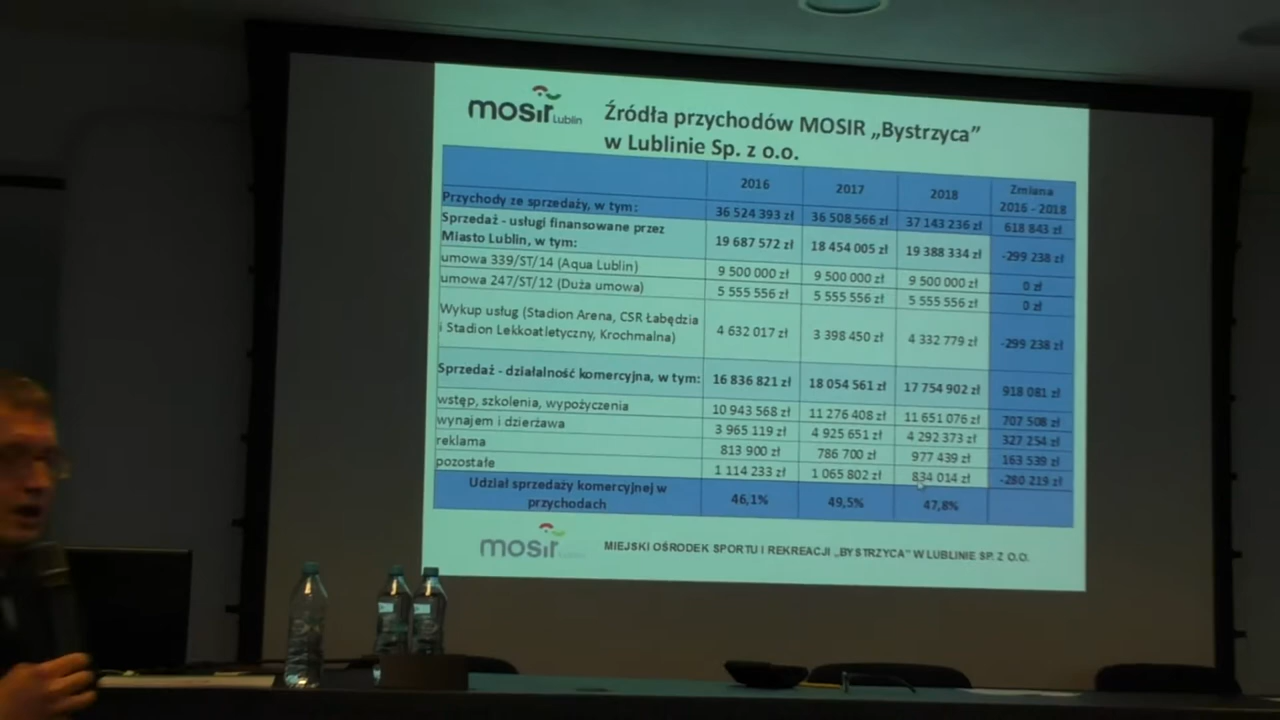 mosir Lublin
Źródła przychodów MOSIR „Bystrzyca”
w Lublinie Sp. z o.o.
2016 2017 2018 Zmiana 2016 - 2018
Przychody ze sprzedaży, w tym: 36 524 393 zł 36 508 566 zł 37 143 236 zł 618 843 zł
Sprzedaż - usługi finansowane przez
Miasto Lublin, w tym: 19 687 572 zł 18 454 005 zł 19 388 334 zł -299 238 zł
umowa 339/ST/14 (Aqua Lublin) 9 500 000 zł 9 500 000 zł 9 500 000 zł 0 zł
umowa 247/ST/12 (Duża umowa) 5 555 556 zł 5 555 556 zł 5 555 556 zł 0 zł
Wykup usług (Stadion Arena, CSR Łabędzia
i Stadion Lekkoatletyczny, Krochmalna) 4 632 017 zł 3 398 450 zł 4 332 779 zł -299 238 zł
Sprzedaż - działalność komercyjna, w tym: 16 836 821 zł 18 054 561 zł 17 754 902 zł 918 081 zł
wstęp, szkolenia, wypożyczenia 10 943 568 zł 11 276 408 zł 11 651 076 zł 707 508 zł
wynajem i dzierżawa 3 965 119 zł 4 925 651 zł 4 292 373 zł 327 254 zł
reklama 813 900 zł 786 700 zł 977 439 zł 163 539 zł
pozostałe 1 114 233 zł 1 065 802 zł 834 014 zł -280 219 zł
Udział sprzedaży komercyjnej w
przychodach 46,1% 49,5% 47,8%
mosir Lublin
MIEJSKI OŚRODEK SPORTU I REKREACJI „BYSTRZYCA” W LUBLINIE SP. Z O.O.